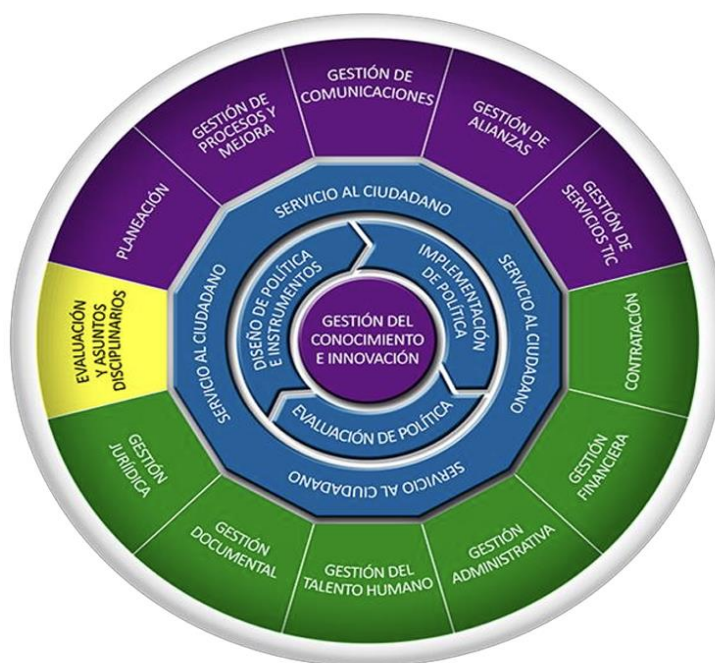 GESTIÓN DE
COMUNICACIONES
GESTIÓN DE
ALIANZAS
GESTIÓN DE
SERVICIOS TIC
CONTRATACIÓN
GESTIÓN
FINANCIERA
GESTIÓN
ADMINISTRATIVA
GESTIÓN DEL
TALENTO HUMANO
GESTIÓN
DOCUMENTAL
GESTIÓN
JURÍDICA
EVALUACIÓN
Y ASUNTOS
DISCIPLINARIOS
PLANEACIÓN
GESTIÓN DE
PROCESOS Y
MEJORA
SERVICIO AL CIUDADANO
SERVICIO AL CIUDADANO
SERVICIO AL CIUDADANO
SERVICIO AL CIUDADANO
DISEÑO DE POLÍTICA
E INSTRUMENTOS
IMPLEMENTACIÓN
DE POLÍTICA
EVALUACIÓN DE POLÍTICA
GESTIÓN DEL
CONOCIMIENTO
E INNOVACIÓN